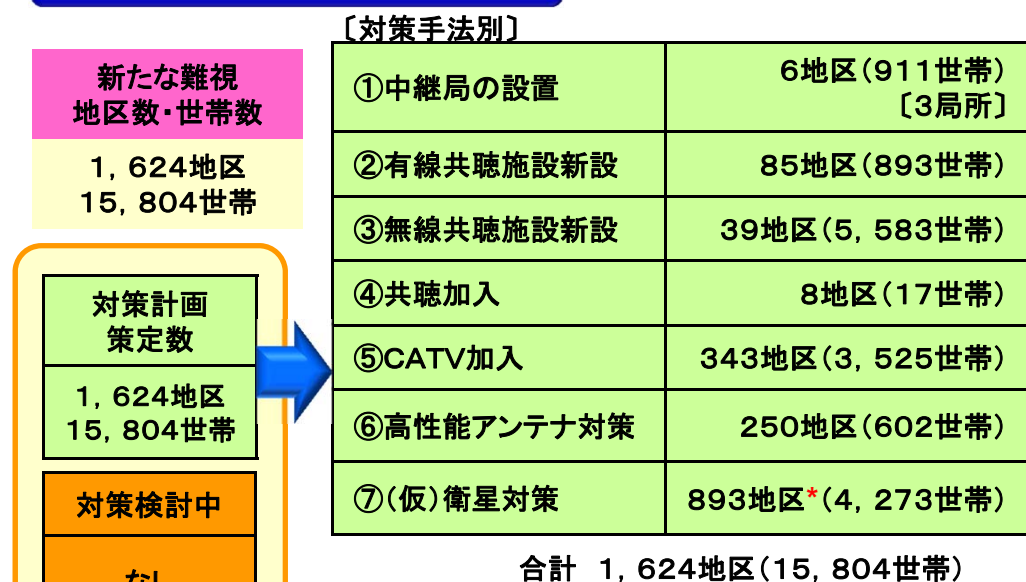 〔対策手法別〕
新たな難視
地区数・世帯数
1，624地区
15，804世帯
対策計画
策定数
1，624地区
15，804世帯
対策検討中
①中継局の設置
6地区（911世帯）
〔3局所〕
②有線共聴施設新設
85地区（893世帯）
③無線共聴施設新設
39地区（5，583世帯）
④共聴加入
8地区（17世帯）
⑤CATV加入
343地区（3，525世帯）
⑥高性能アンテナ対策
250地区（602世帯）
⑦（仮）衛星対策
893地区*（4，273世帯）
合計　1，624地区（15，804世帯）